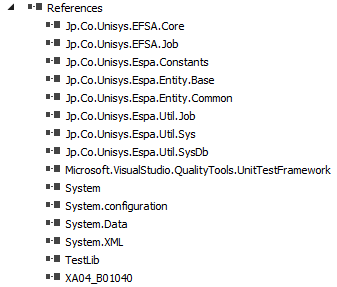 References
Jp.Co.Unisys.EFSA.Core
Jp.Co.Unisys.EFSA.Job
Jp.Co.Unisys.Espa.Constants
Jp.Co.Unisys.Espa.Entity.Base
Jp.Co.Unisys.Espa.Entity.Common
Jp.Co.Unisys.Espa.Util.Job
Jp.Co.Unisys.Espa.Util.Sys
Jp.Co.Unisys.Espa.Util.SysDb
Microsoft.VisualStudio.QualityTools.UnitTestFramework
System
System.configuration
System.Data
System.XML
TestLib
XA04_B01040